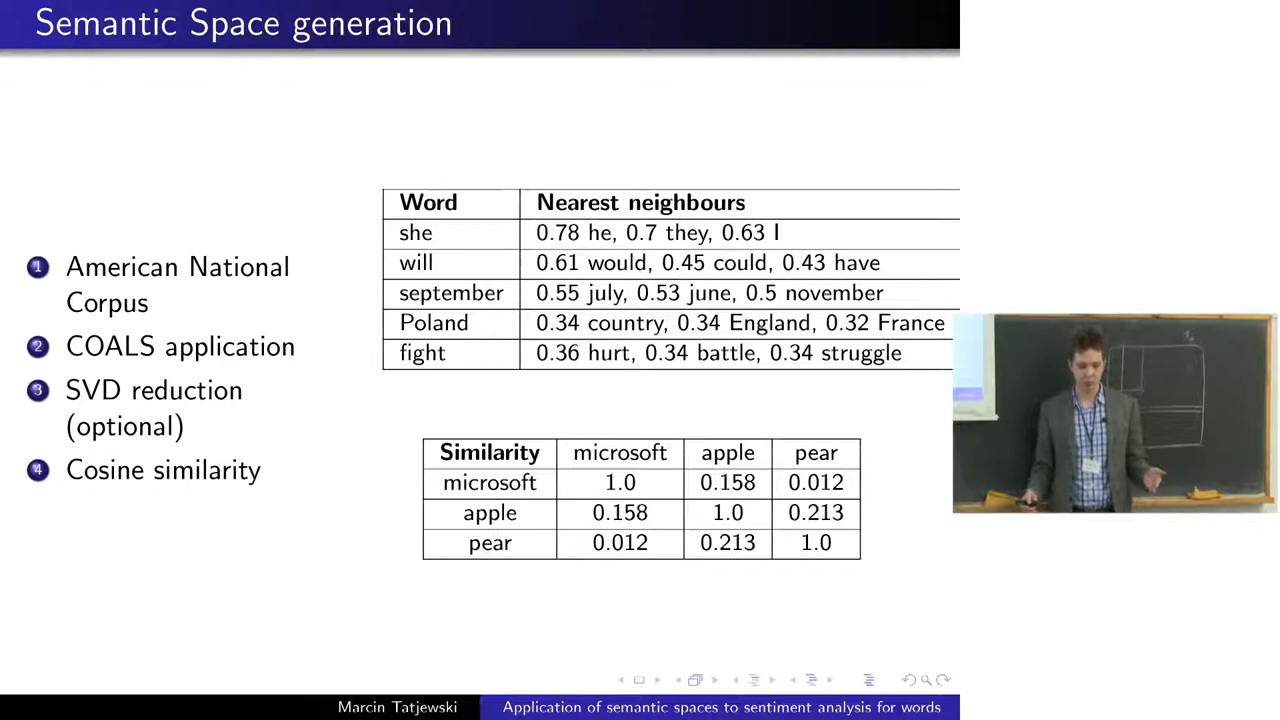 Semantic Space generation
1 American National
Corpus
2 COALS application
3 SVD reduction
(optional)
4 Cosine similarity
Word Nearest neighbours
she 0.78 he, 0.7 they, 0.63 I
will 0.61 would, 0.45 could, 0.43 have
september 0.55 july, 0.53 june, 0.5 november
Poland 0.34 country, 0.34 England, 0.32 France
fight 0.36 hurt, 0.34 battle, 0.34 struggle
Similarity microsoft apple pear
microsoft 1.0 0.158 0.012
apple 0.158 1.0 0.213
pear 0.012 0.213 1.0
Marcin Tatjewski Application of semantic spaces to sentiment analysis for words